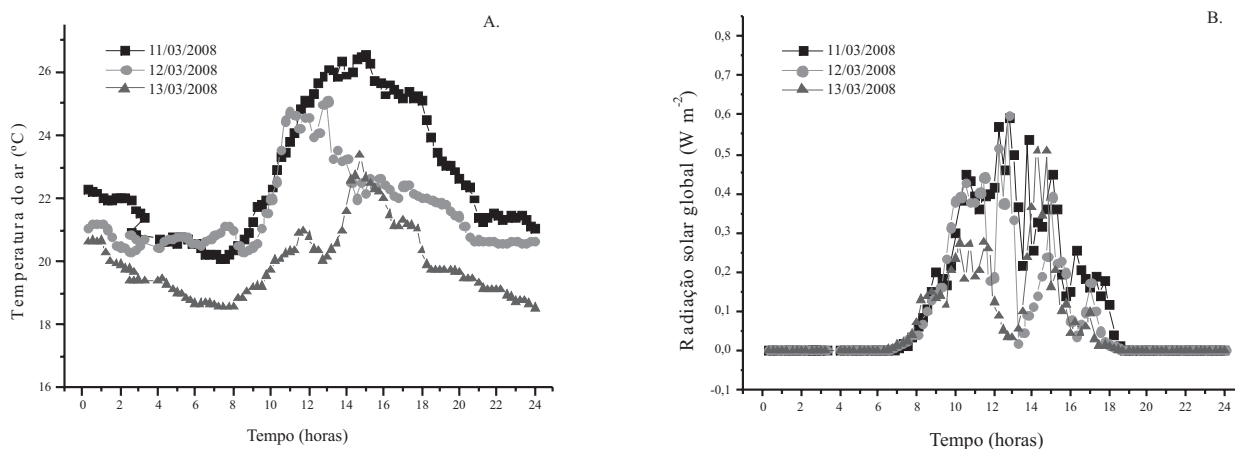 A.
11/03/2008
12/03/2008
13/03/2008
Temperatura do ar (ºC)
26
24
22
20
18
16
0 2 4 6 8 10 12 14 16 18 20 22 24
Tempo (horas)
B.
11/03/2008
12/03/2008
13/03/2008
Radiação solar global (W m-2)
0,8
0,7
0,6
0,5
0,4
0,3
0,2
0,1
0,0
-0,1
0 2 4 6 8 10 12 14 16 18 20 22 24
Tempo (horas)